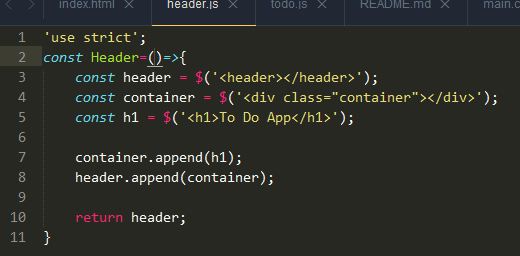 index.html × header.js × todo.js × README.md × main.c
1 'use strict';
2 const Header=()=>{
3     const header = $('<header></header>');
4     const container = $('<div class="container"></div>');
5     const h1 = $('<h1>To Do App</h1>');
6
7     container.append(h1);
8     header.append(container);
9
10     return header;
11 }